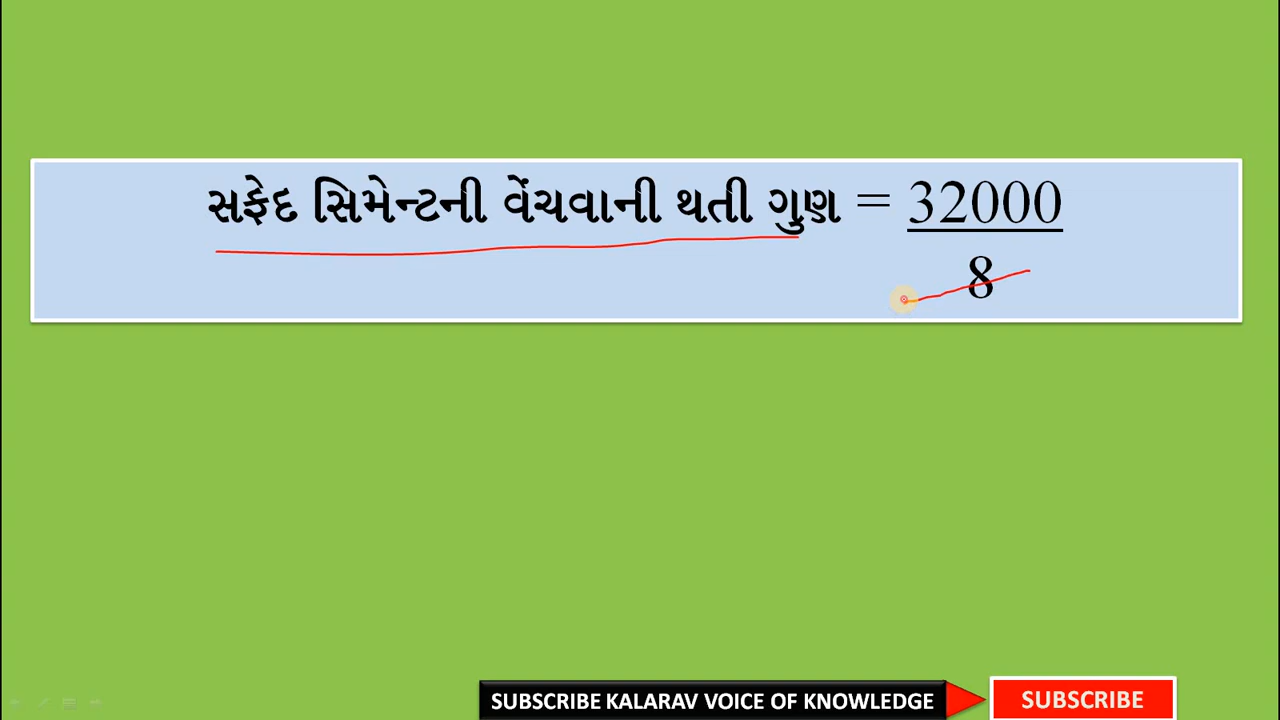 સફેદ સિમેન્ટની વેંચવાની થતી ગુણ = 32000
8
SUBSCRIBE KALARAV VOICE OF KNOWLEDGE
SUBSCRIBE